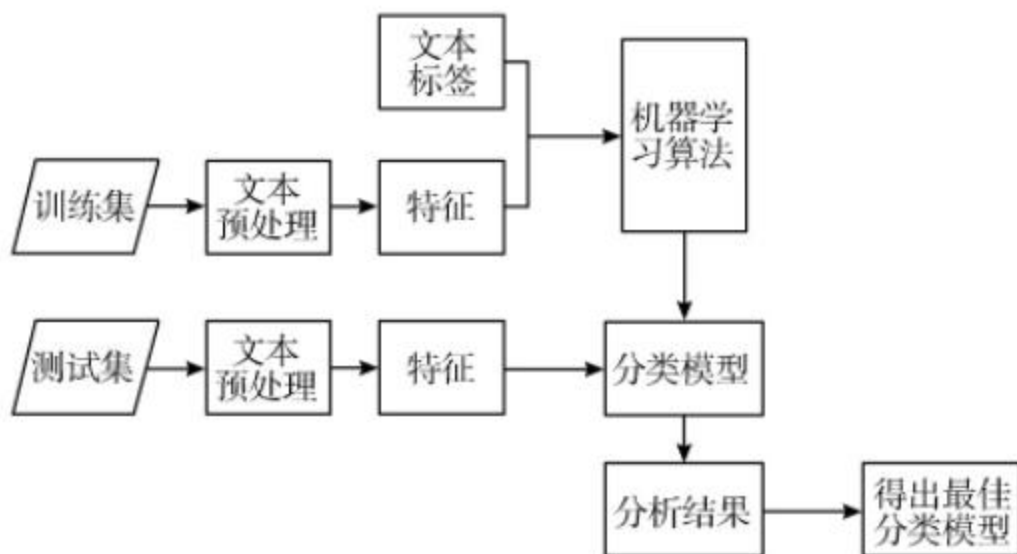 文本
标签
机器学
习算法
训练集
文本
预处理
特征
测试集
文本
预处理
特征
分类模型
分析结果
得出最佳
分类模型